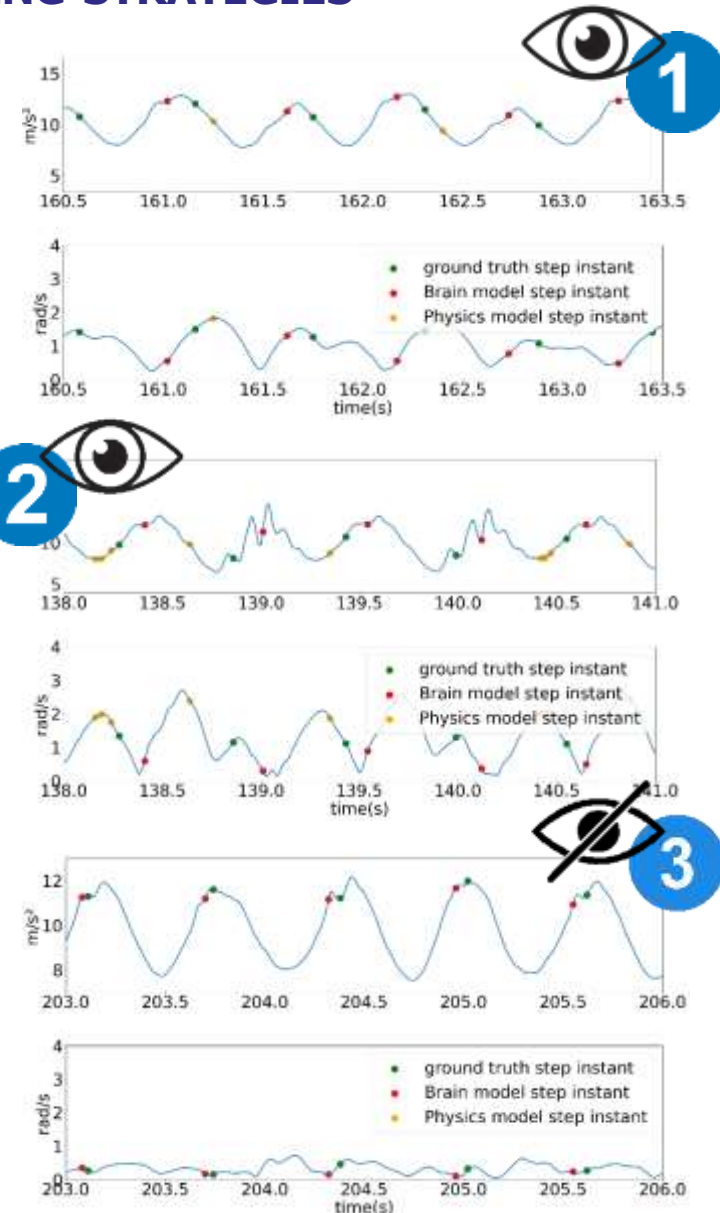 1
15
10
5
m/s²
160.5 161.0 161.5 162.0 162.5 163.0 163.5
4
3
2
1
0
rad/s
ground truth step instant
Brain model step instant
Physics model step instant
160.5 161.0 161.5 162.0 162.5 163.0 163.5
time(s)
2
10
5
138.0 138.5 139.0 139.5 140.0 140.5 141.0
4
3
2
1
0
rad/s
ground truth step instant
Brain model step instant
Physics model step instant
138.0 138.5 139.0 139.5 140.0 140.5 141.0
time(s)
3
12
10
8
m/s²
203.0 203.5 204.0 204.5 205.0 205.5 206.0
4
3
2
1
0
rad/s
ground truth step instant
Brain model step instant
Physics model step instant
203.0 203.5 204.0 204.5 205.0 205.5 206.0
time(s)